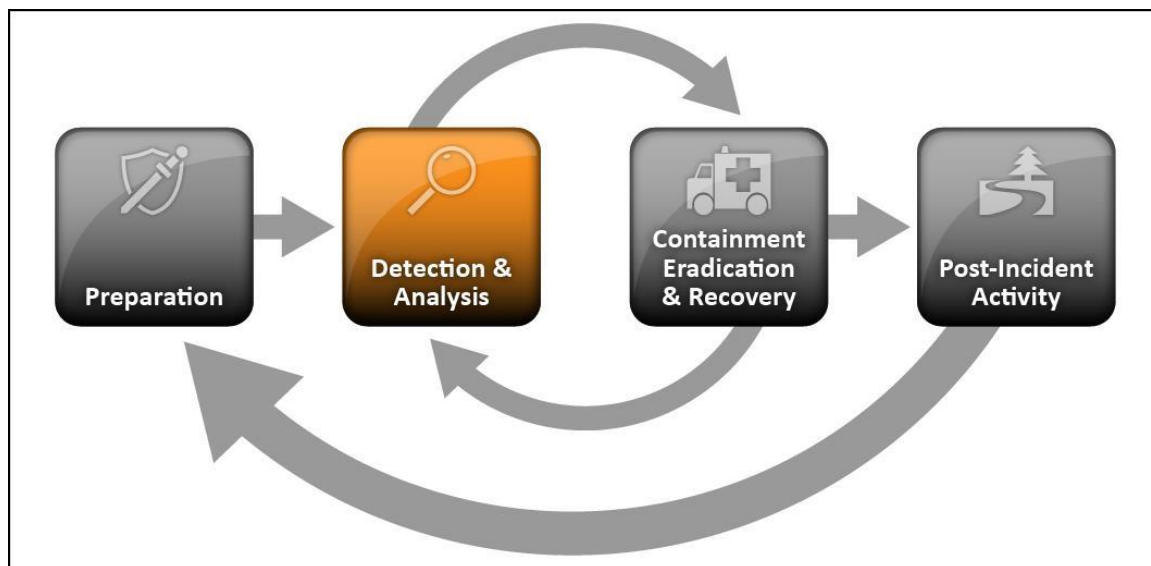 Preparation
Detection &
Analysis
Containment
Eradication
& Recovery
Post-Incident
Activity